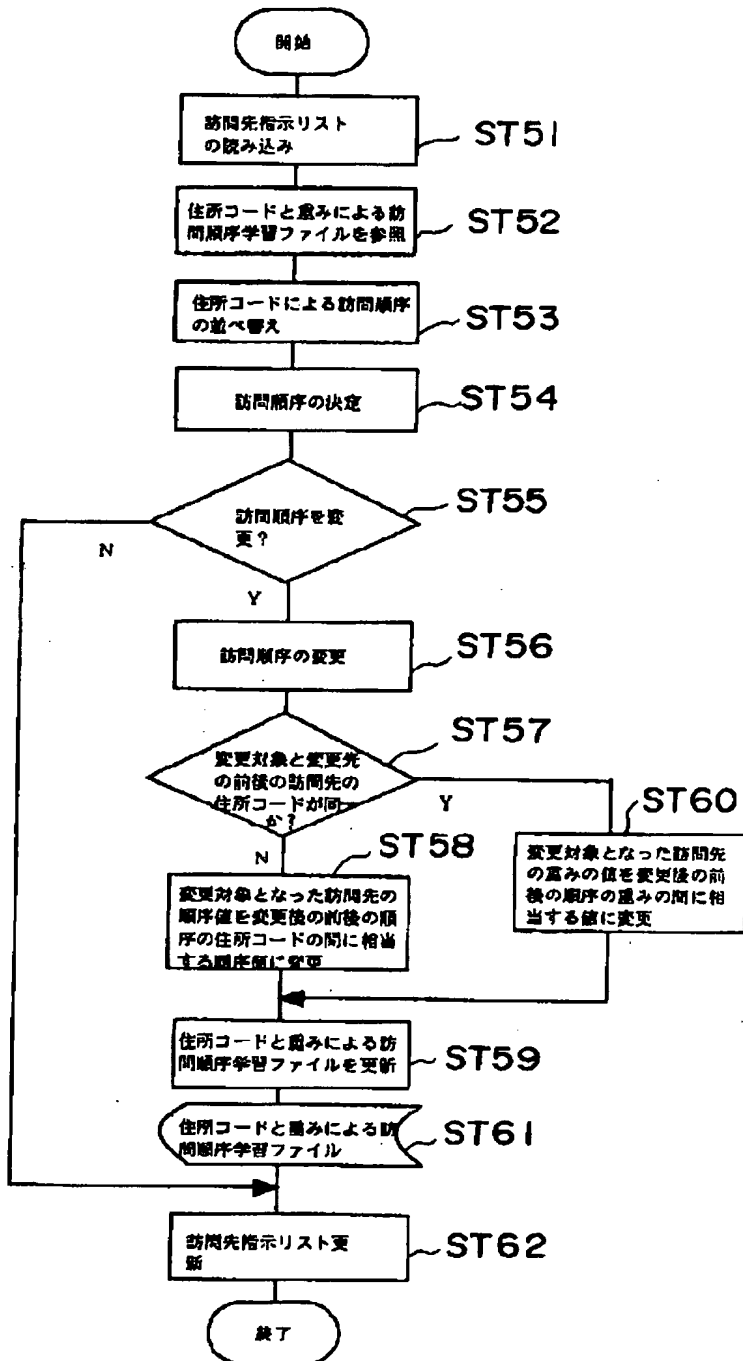 開始
訪問先指示リスト
の読み込み
ST51
住所コードと重みによる訪
問順序学習ファイルを参照
ST52
住所コードによる訪問順序
の並べ替え
ST53
訪問順序の決定
ST54
訪問順序を変
更?
ST55
N
Y
訪問順序の変更
ST56
変更対象と変更先
の前後の訪問先の
住所コードが同一
か?
ST57
Y
N
変更対象となった訪問先
の重みの値を変更後の前
後の順序の重みの間に相
当する値に変更
ST60
変更対象となった訪問先の
順序値を変更後の前後の順
序の住所コードの間に相当
する順序値に変更
ST58
住所コードと重みによる訪
問順序学習ファイルを更新
ST59
住所コードと重みによる訪
問順序学習ファイル
ST61
訪問先指示リスト更
新
ST62
終了